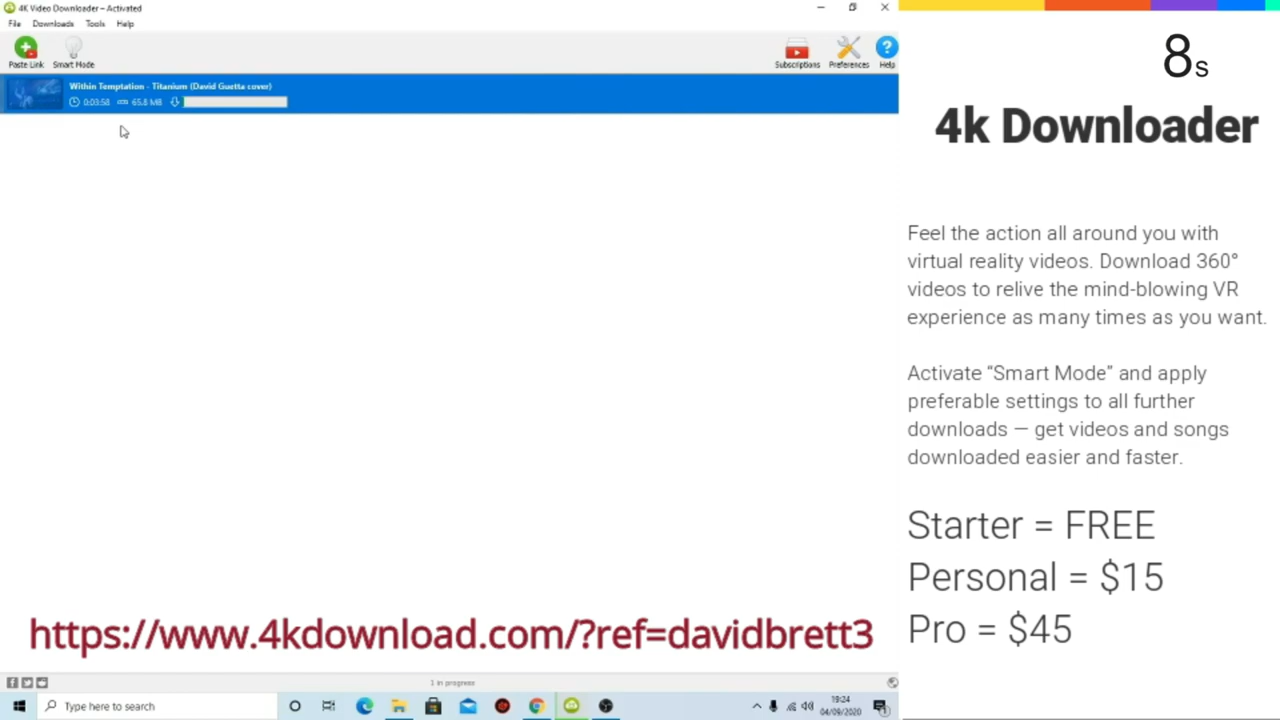 4K Video Downloader – Activated
File Downloads Tools Help
Paste Link Smart Mode Subscriptions Preferences Help
Within Temptation - Titanium (David Guetta cover)
0:03:58 65.8 MB
https://www.4kdownload.com/?ref=davidbrett3
1 in progress
Type here to search
19:24
04/09/2020
8s
4k Downloader
Feel the action all around you with
virtual reality videos. Download 360°
videos to relive the mind-blowing VR
experience as many times as you want.
Activate “Smart Mode” and apply
preferable settings to all further
downloads — get videos and songs
downloaded easier and faster.
Starter = FREE
Personal = $15
Pro = $45